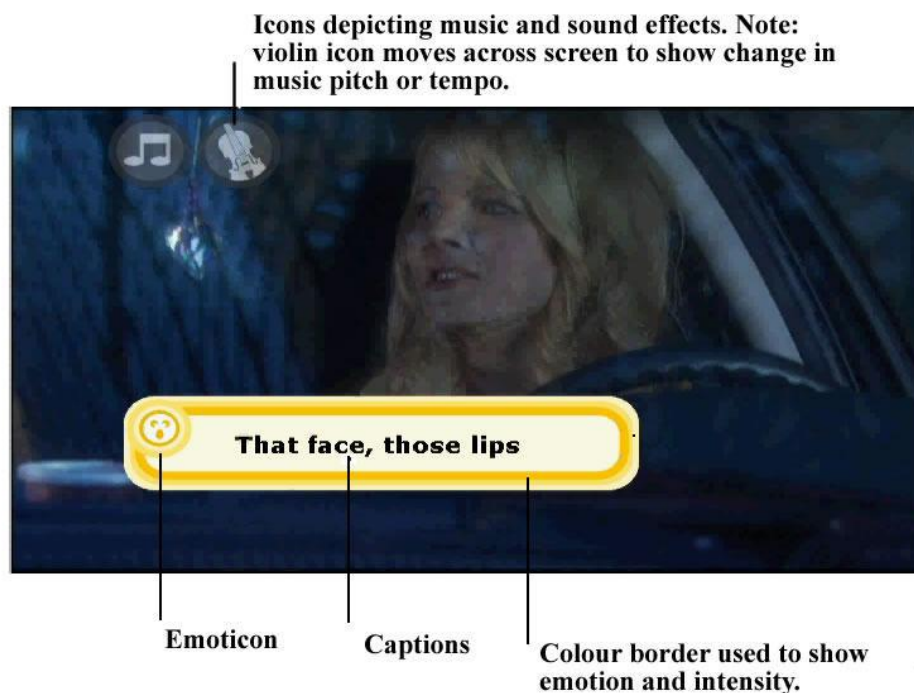 Icons depicting music and sound effects. Note:
violin icon moves across screen to show change in
music pitch or tempo.
That face, those lips
Emoticon
Captions
Colour border used to show
emotion and intensity.